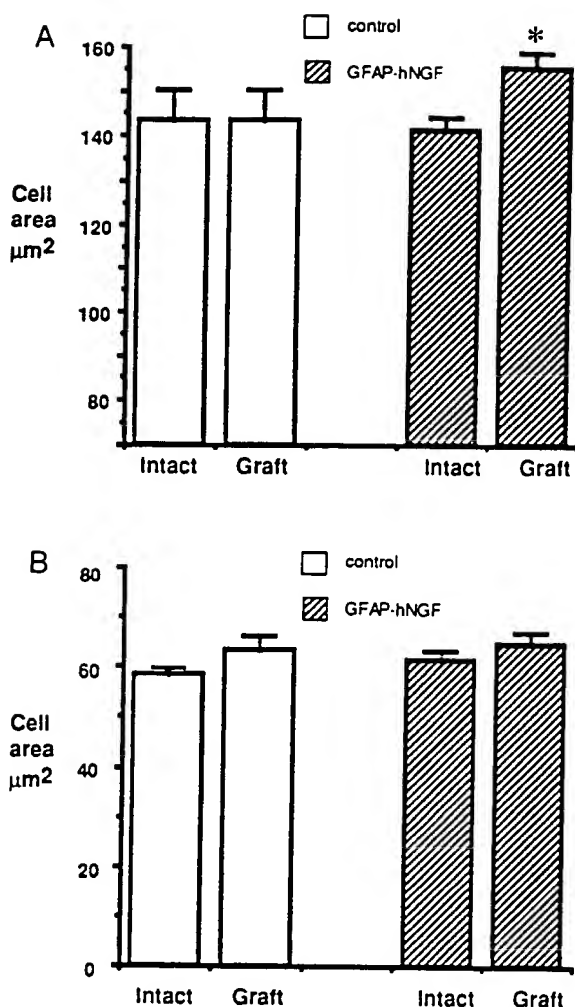 A
control
GFAP-hNGF
*
160
140
120
100
80
Cell
area
µm2
Intact Graft Intact Graft
B
control
GFAP-hNGF
80
60
40
20
0
Cell
area
µm2
Intact Graft Intact Graft